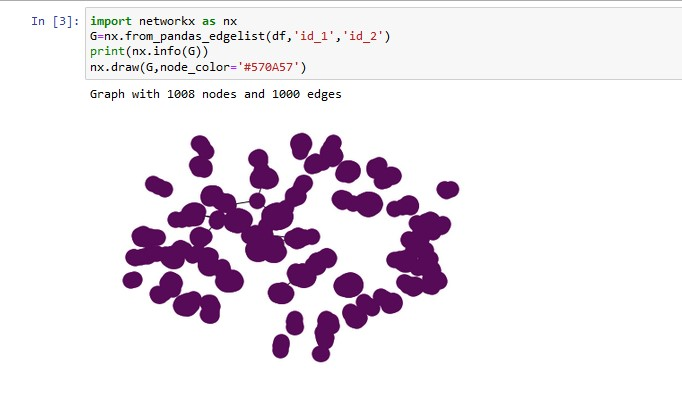 In [3]: import networkx as nx
G=nx.from_pandas_edgelist(df,'id_1','id_2')
print(nx.info(G))
nx.draw(G,node_color='#570A57')
Graph with 1008 nodes and 1000 edges